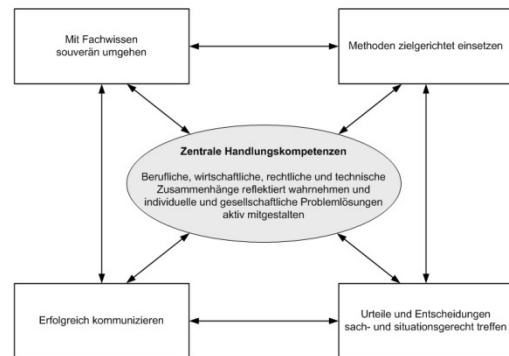 Mit Fachwissen
souverän umgehen
Methoden zielgerichtet einsetzen
Zentrale Handlungskompetenzen
Berufliche, wirtschaftliche, rechtliche und technische
Zusammenhänge reflektiert wahrnehmen und
individuelle und gesellschaftliche Problemlösungen
aktiv mitgestalten
Erfolgreich kommunizieren
Urteile und Entscheidungen
sach- und situationsgerecht treffen